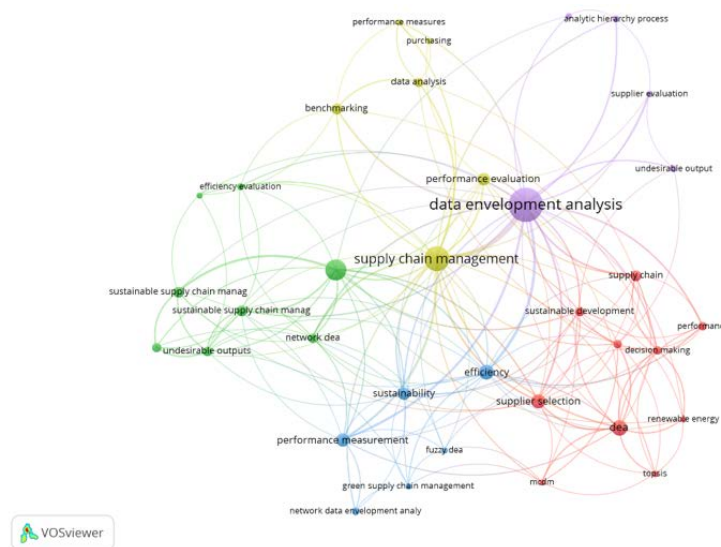 performance measures
analytic hierarchy process
purchasing
data analysis
supplier evaluation
benchmarking
undesirable output
performance evaluation
efficiency evaluation
data envelopment analysis
supply chain management
supply chain
sustainable supply chain manag
sustainable supply chain manag
sustainable development
performance
network dea
undesirable outputs
decision making
efficiency
sustainability
supplier selection
renewable energy
dea
performance measurement
fuzzy dea
topsis
mcdm
green supply chain management
network data envelopment analy
VOSviewer